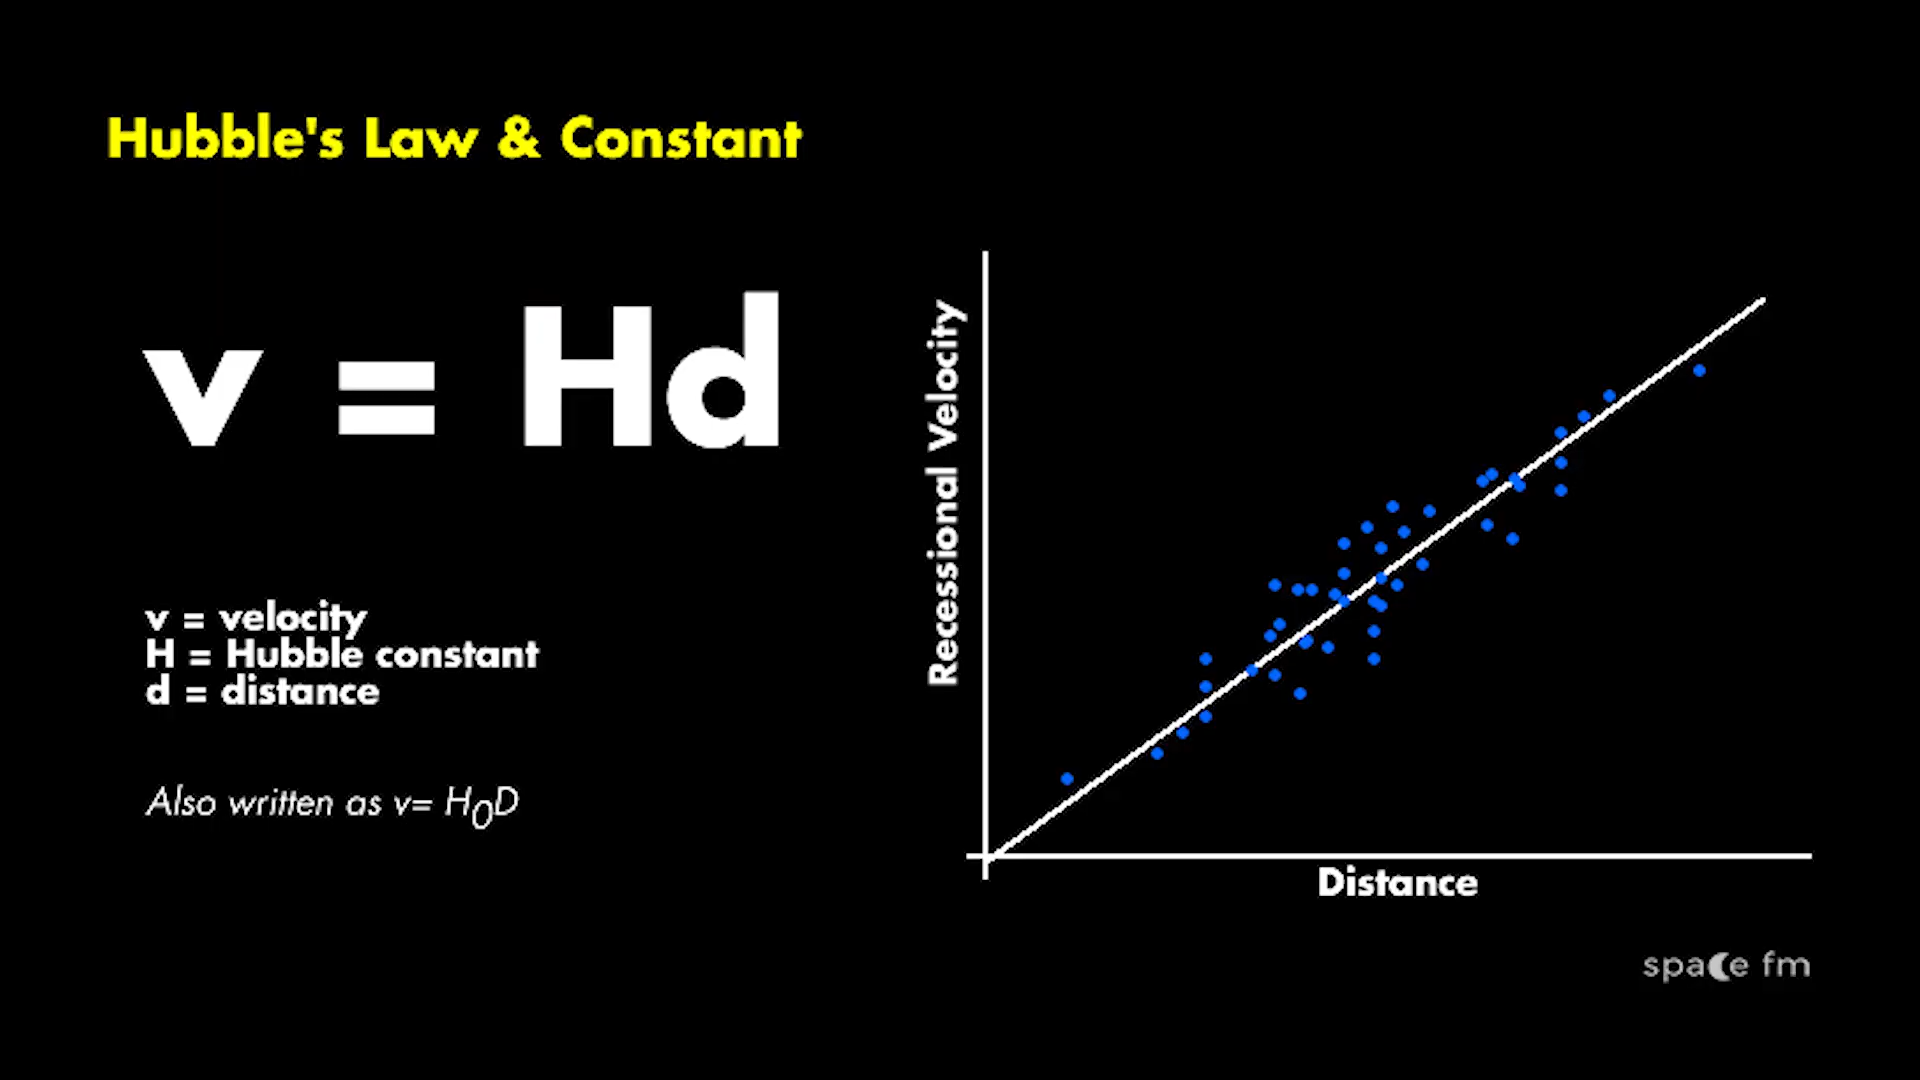 Hubble's Law & Constant
v = Hd
v = velocity
H = Hubble constant
d = distance
Also written as v= H₀D
Recessional Velocity
Distance
space fm